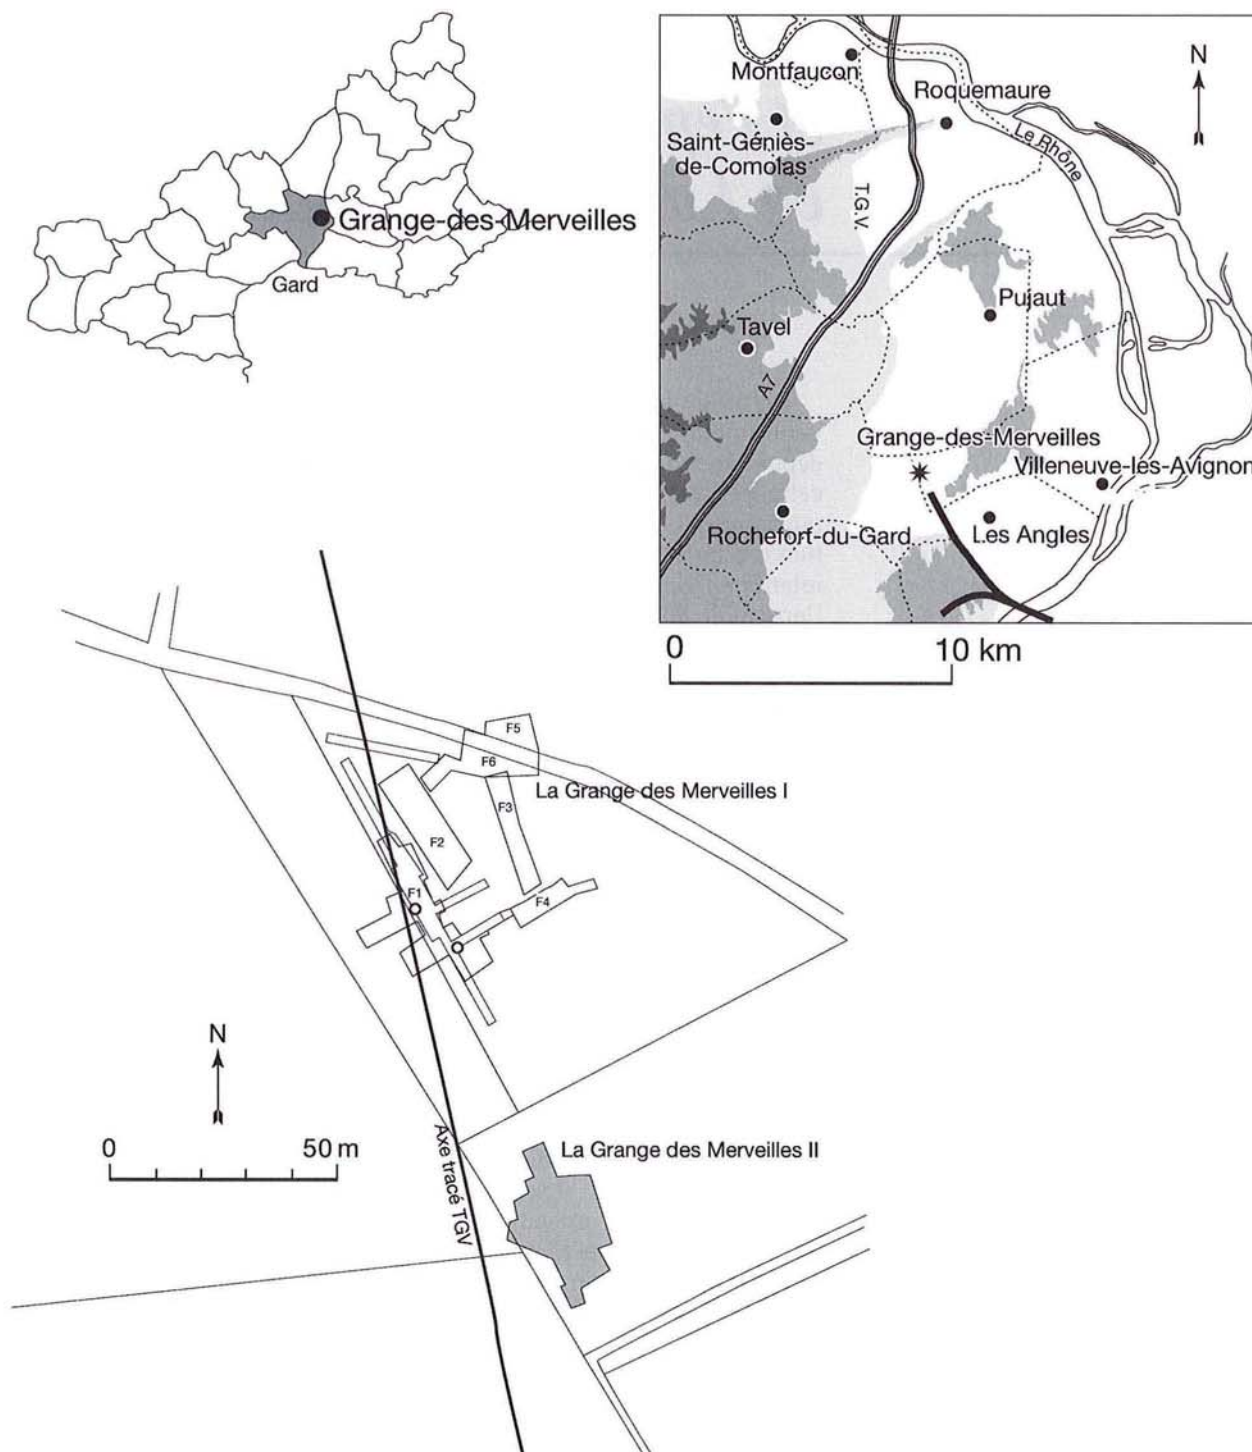 Grange-des-Merveilles
Gard
Montfaucon
N
Roquemaure
Saint-Géniès-
de-Comolas
Le Rhône
T.G.V.
Pujaut
Tavel
A7
Grange-des-Merveilles
Villeneuve-les-Avignon
Rochefort-du-Gard
Les Angles
0
10 km
F5
F6
La Grange des Merveilles I
F3
F2
F1
F4
N
0
50 m
Axe tracé TGV
La Grange des Merveilles II